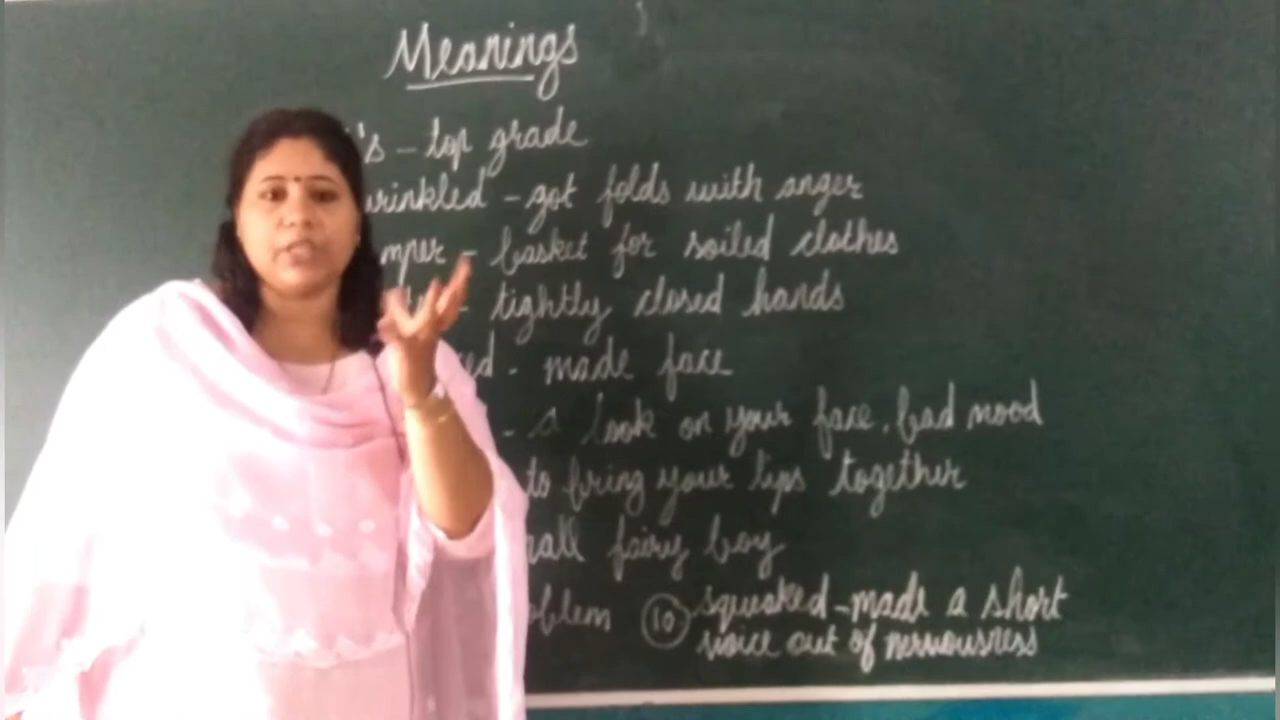 Meanings
's - top grade
wrinkled - got folds with anger
mper - basket for soiled clothes
- tightly closed hands
ed - made face
- a look on your face, bad mood
to bring your lips together
all fairy boy
oblem 10 squeaked - made a short
voice out of nervousness